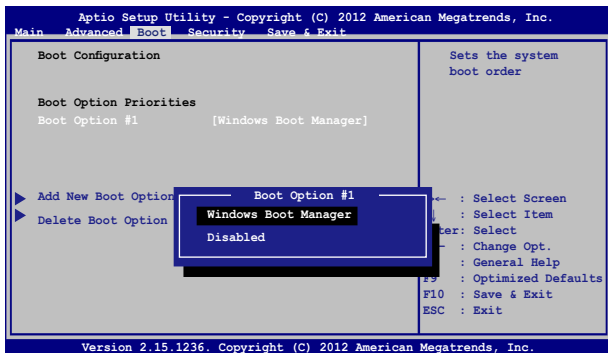 Aptio Setup Utility - Copyright (C) 2012 American Megatrends, Inc.
Main Advanced Boot Security Save & Exit
Boot Configuration
Boot Option Priorities
Boot Option #1 [Windows Boot Manager]
Add New Boot Option
Delete Boot Option
Boot Option #1
Windows Boot Manager
Disabled
Sets the system
boot order
: Select Screen
: Select Item
ter: Select
: Change Opt.
: General Help
F9 : Optimized Defaults
F10 : Save & Exit
ESC : Exit
Version 2.15.1236. Copyright (C) 2012 American Megatrends, Inc.